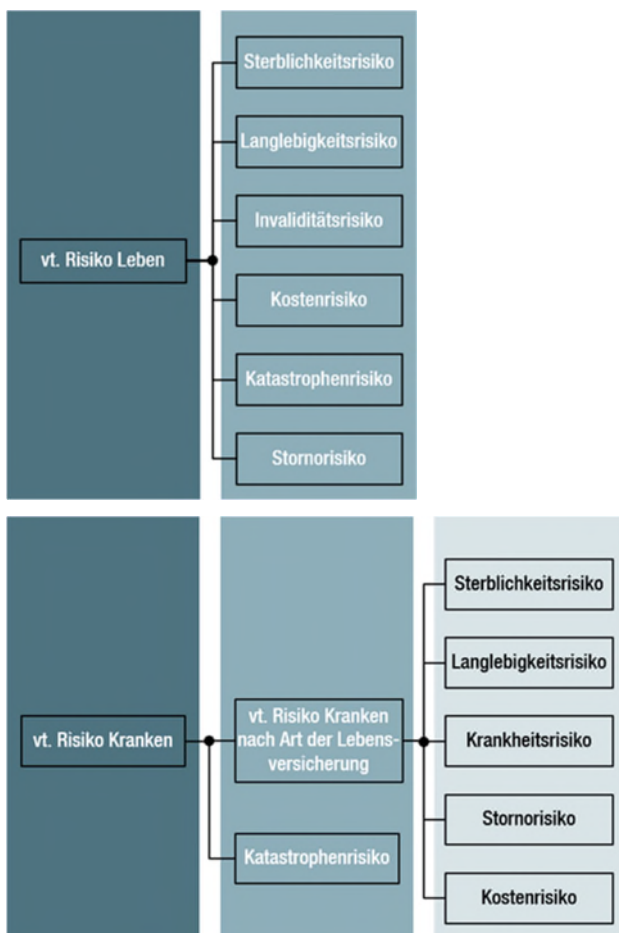 vt. Risiko Leben
Sterblichkeitsrisiko
Langlebigkeitsrisiko
Invaliditätsrisiko
Kostenrisiko
Katastrophenrisiko
Stornorisiko
vt. Risiko Kranken
vt. Risiko Kranken
nach Art der Lebens-
versicherung
Katastrophenrisiko
Sterblichkeitsrisiko
Langlebigkeitsrisiko
Krankheitsrisiko
Stornorisiko
Kostenrisiko